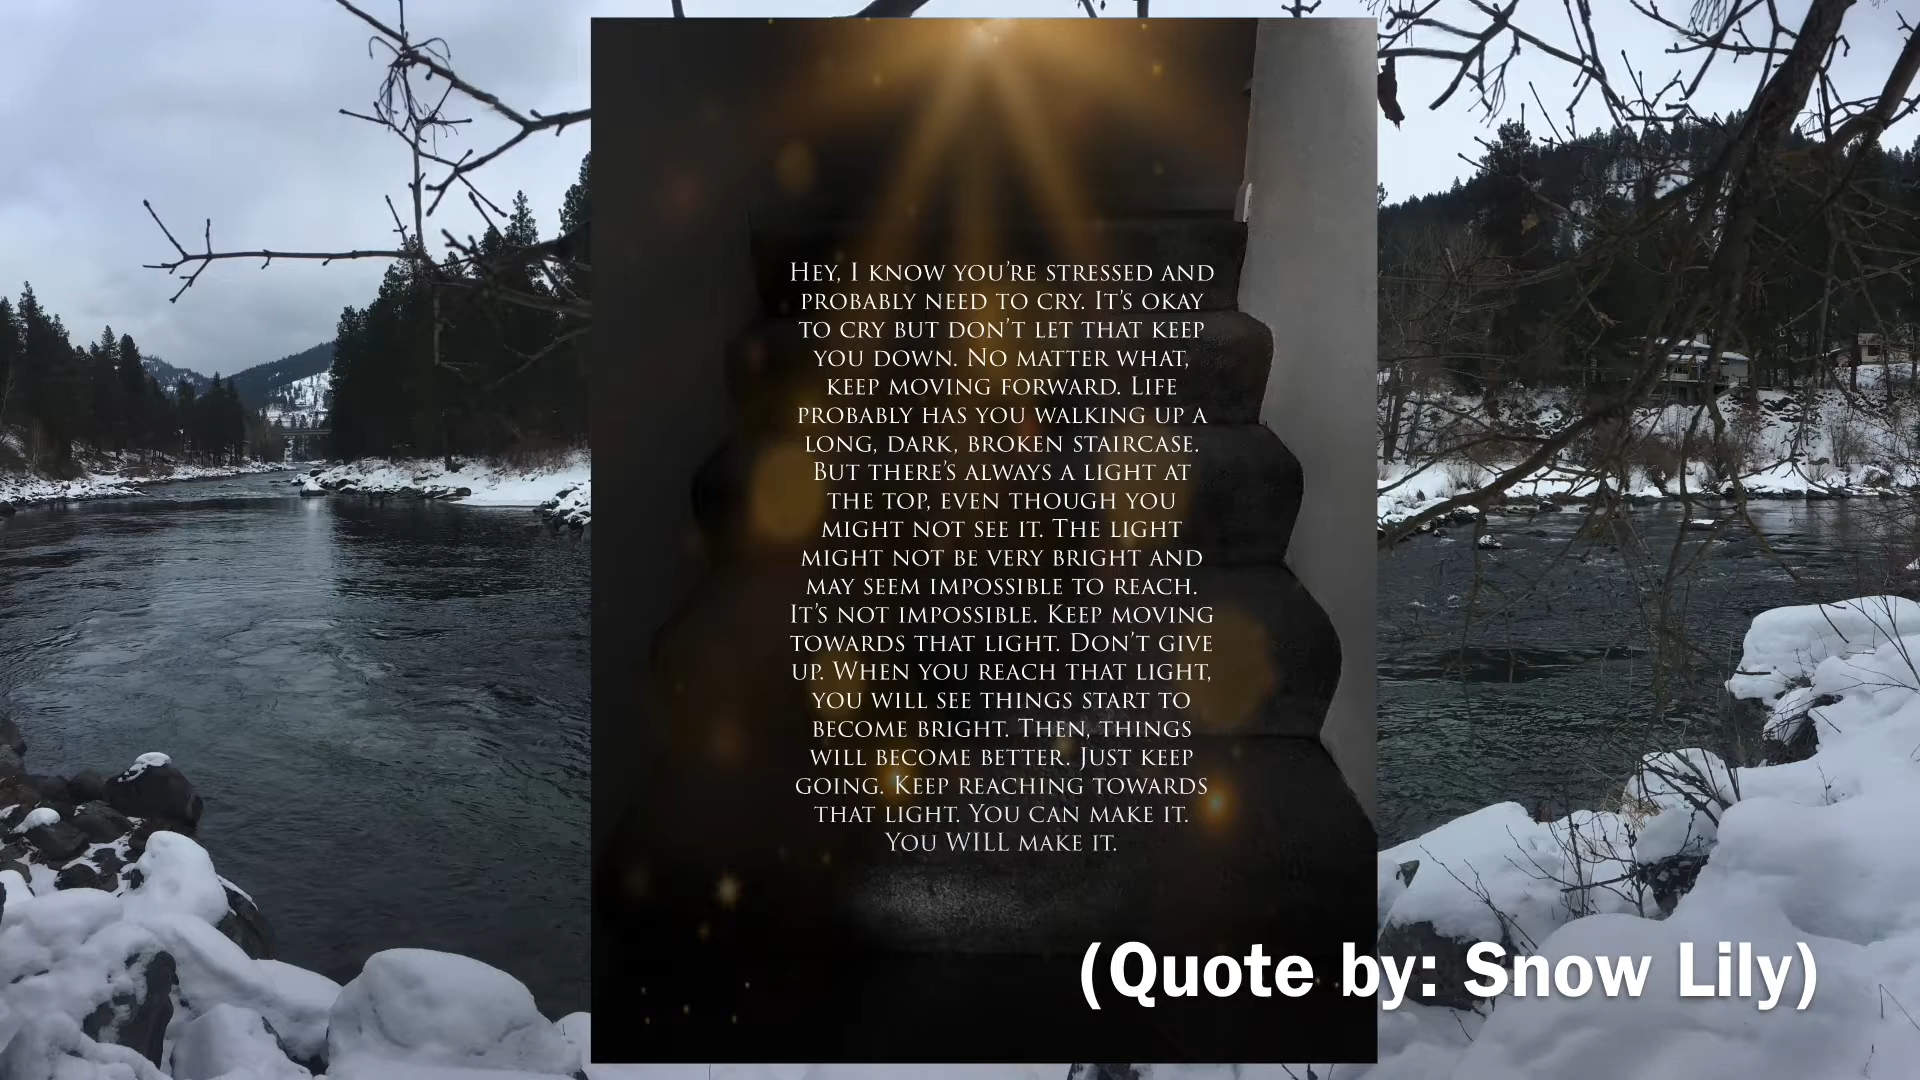 Hey, I know you're stressed and
probably need to cry. It's okay
to cry but don't let that keep
you down. No matter what,
keep moving forward. Life
probably has you walking up a
long, dark, broken staircase.
But there's always a light at
the top, even though you
might not see it. The light
might not be very bright and
may seem impossible to reach.
It's not impossible. Keep moving
towards that light. Don't give
up. When you reach that light,
you will see things start to
become bright. Then, things
will become better. Just keep
going. Keep reaching towards
that light. You can make it.
You WILL make it.
(Quote by: Snow Lily)